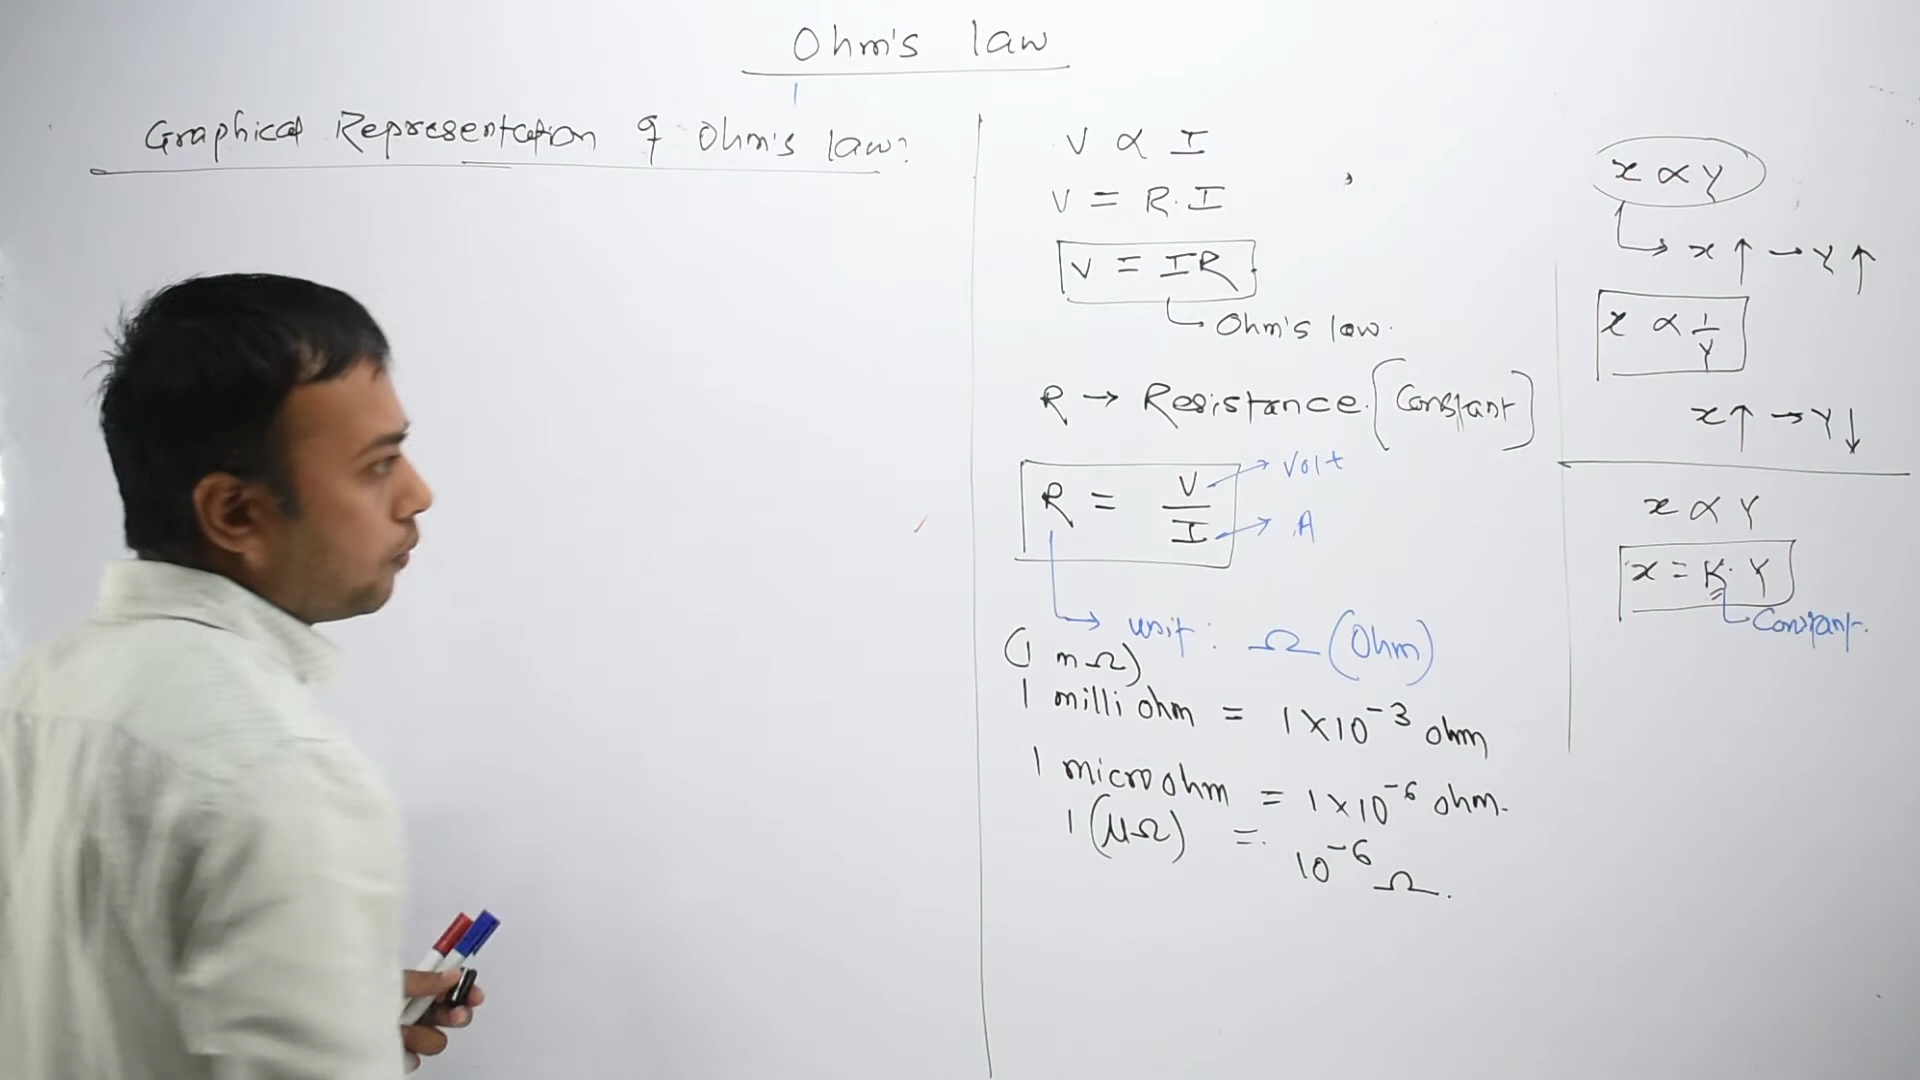 Ohm's law
Graphical Representation of Ohm's law:
V ∝ I
V = R.I
V = IR
Ohm's law.
R → Resistance. [Constant]
R = V/I
Volt
A
unit: Ω (Ohm)
(1 mΩ)
1 milli ohm = 1×10⁻³ ohm
1 micro ohm = 1×10⁻⁶ ohm.
1 (μΩ) = 10⁻⁶ Ω.
x ∝ Y
→ x ↑ → Y ↑
x ∝ 1/Y
x ↑ → Y ↓
x ∝ Y
x = K. Y
Constant.